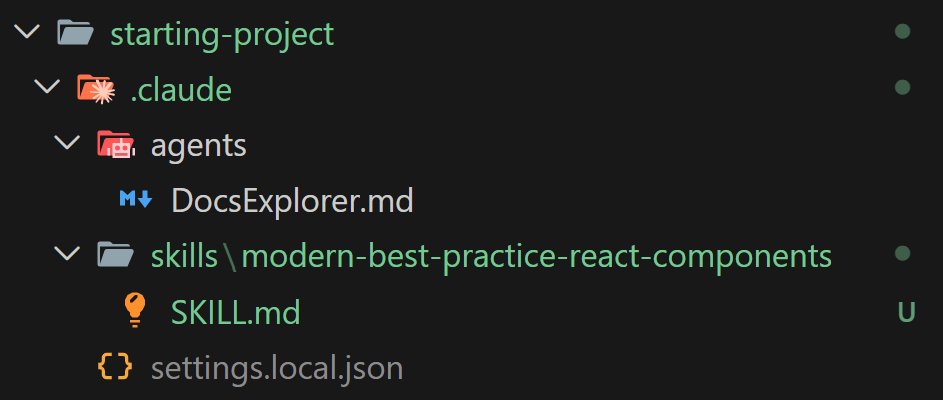 starting-project
.claude
agents
DocsExplorer.md
skills\modern-best-practice-react-components
SKILL.md U
settings.local.json